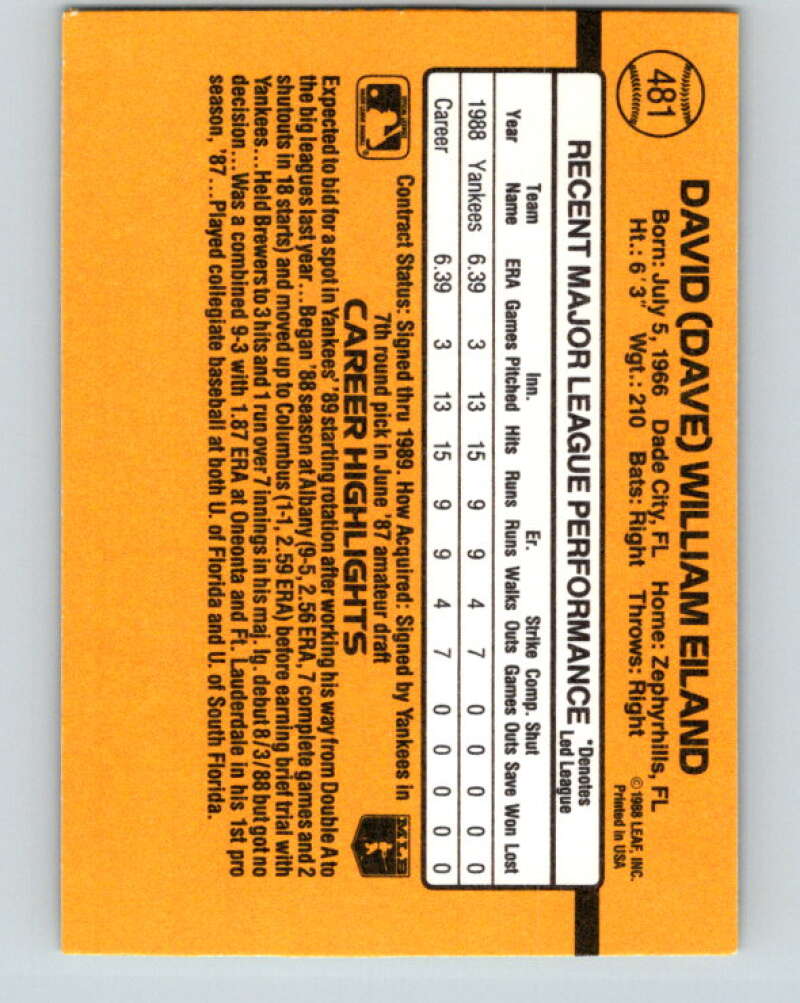 481
DAVID (DAVE) WILLIAM EILAND
Born: July 5, 1966 Dade City, FL Home: Zephyrhills, FL
Ht.: 6'3" Wgt.: 210 Bats: Right Throws: Right
©1988 LEAF, INC.
Printed in USA
RECENT MAJOR LEAGUE PERFORMANCE *Denotes Led League
Team Inn. Er. Strike Comp. Shut
Year Name ERA Games Pitched Hits Runs Runs Walks Outs Games Outs Save Won Lost
1988 Yankees 6.39 3 13 15 9 9 4 7 0 0 0 0 0
Career 6.39 3 13 15 9 9 4 7 0 0 0 0 0
Contract Status: Signed thru 1989. How Acquired: Signed by Yankees in
7th round pick in June '87 amateur draft
MLB
CAREER HIGHLIGHTS
Expected to bid for a spot in Yankees' '89 starting rotation after working his way from Double A to
the big leagues last year...Began '88 season at Albany (9-5, 2.56 ERA, 7 complete games and 2
shutouts in 18 starts) and moved up to Columbus (1-1, 2.59 ERA) before earning brief trial with
Yankees...Held Brewers to 3 hits and 1 run over 7 innings in his maj. lg. debut 8/3/88 but got no
decision...Was a combined 9-3 with 1.87 ERA at Oneonta and Ft. Lauderdale in his 1st pro
season, '87...Played collegiate baseball at both U. of Florida and U. of South Florida.